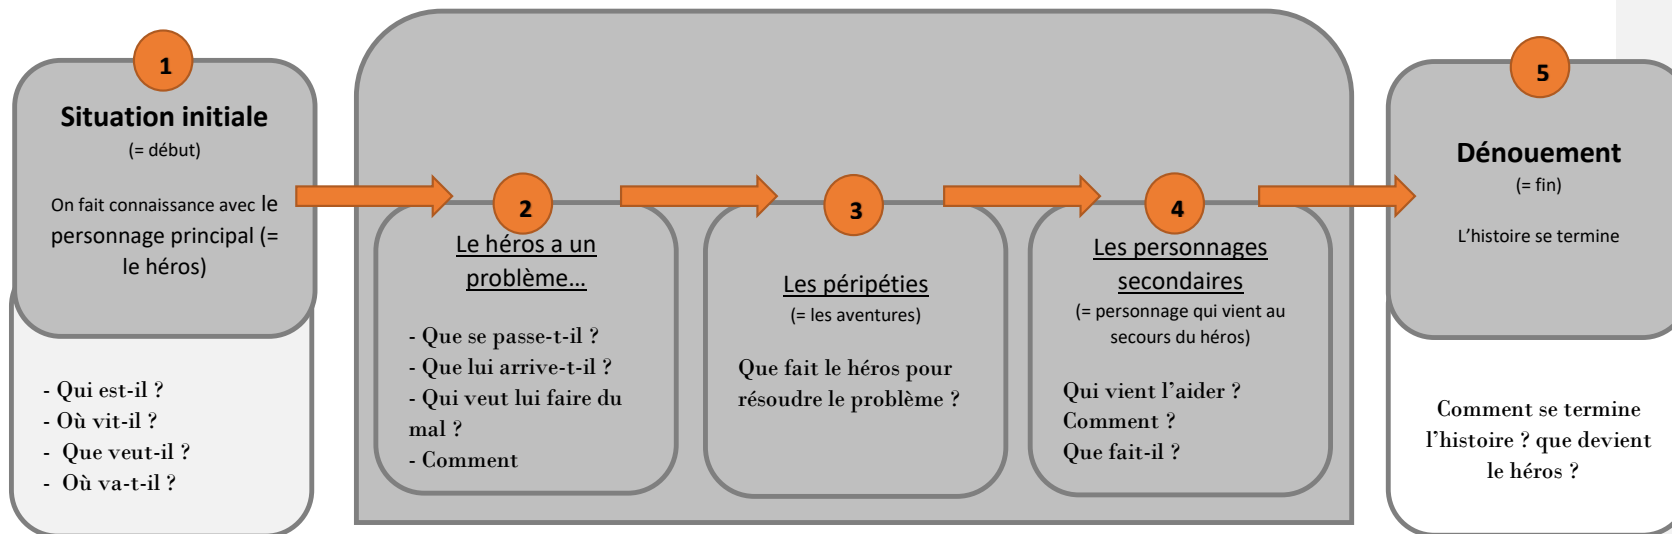 1
Situation initiale
(= début)
On fait connaissance avec le
personnage principal (=
le héros)
- Qui est-il ?
- Où vit-il ?
- Que veut-il ?
- Où va-t-il ?
2
Le héros a un
problème...
- Que se passe-t-il ?
- Que lui arrive-t-il ?
- Qui veut lui faire du
mal ?
- Comment
3
Les péripéties
(= les aventures)
Que fait le héros pour
résoudre le problème ?
4
Les personnages
secondaires
(= personnage qui vient au
secours du héros)
Qui vient l’aider ?
Comment ?
Que fait-il ?
5
Dénouement
(= fin)
L’histoire se termine
Comment se termine
l’histoire ? que devient
le héros ?